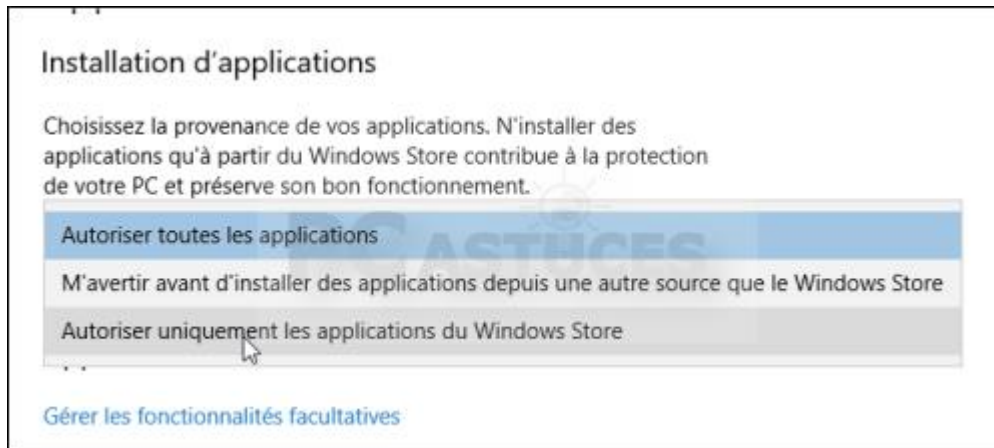 Installation d'applications
Choisissez la provenance de vos applications. N'installer des
applications qu'à partir du Windows Store contribue à la protection
de votre PC et préserve son bon fonctionnement.
Autoriser toutes les applications
PC ASTUCES
M'avertir avant d'installer des applications depuis une autre source que le Windows Store
Autoriser uniquement les applications du Windows Store
Gérer les fonctionnalités facultatives